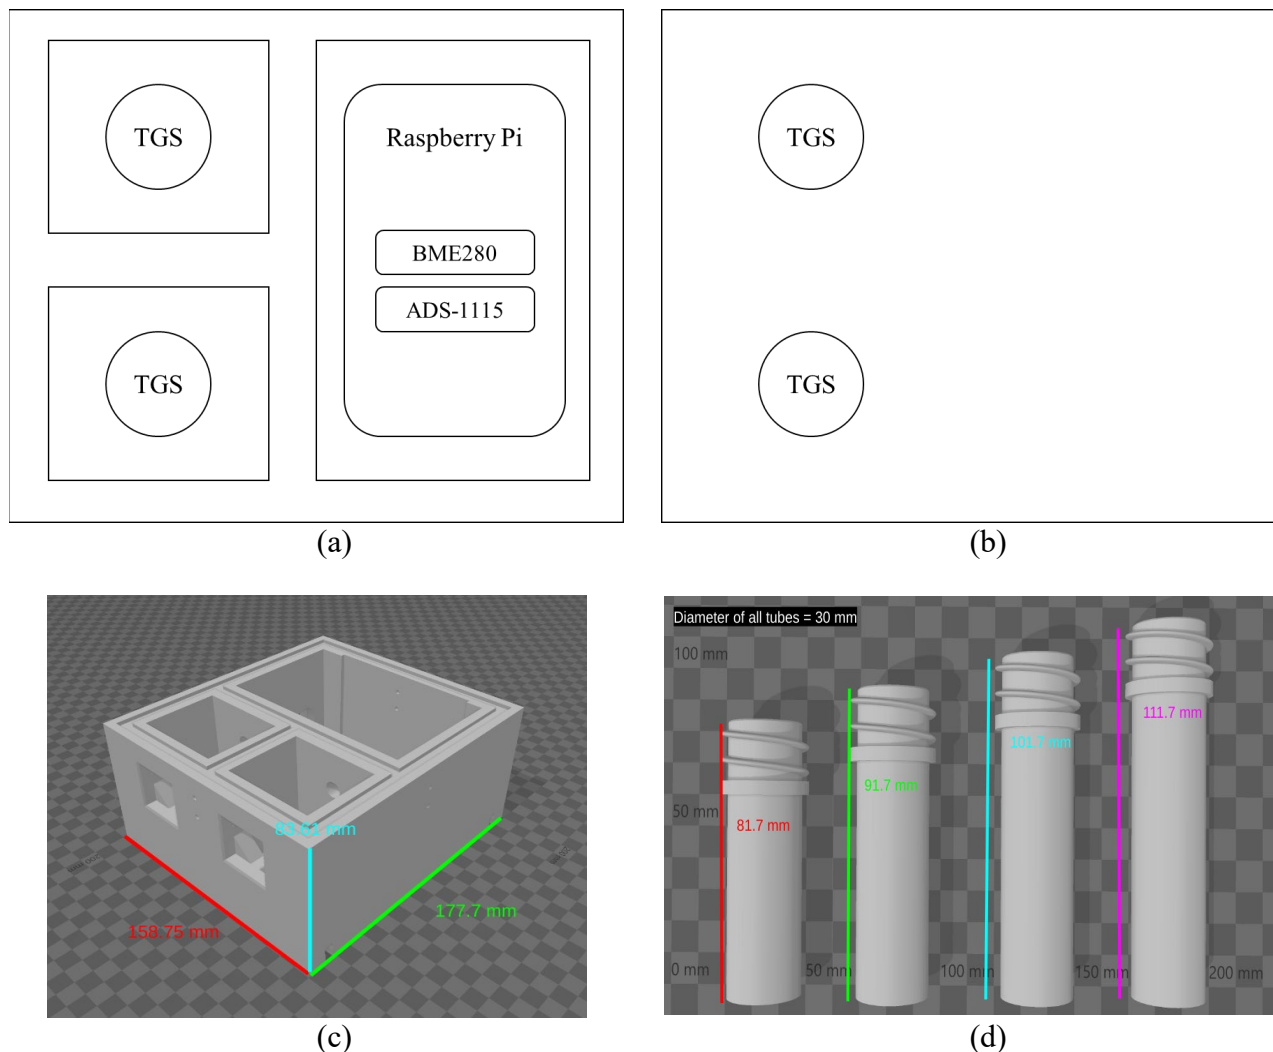 TGS
Raspberry Pi
BME280
ADS-1115
TGS
(a)
TGS
TGS
(b)
83.61 mm
177.7 mm
158.75 mm
(c)
Diameter of all tubes = 30 mm
100 mm
111.7 mm
101.7 mm
91.7 mm
50 mm
81.7 mm
0 mm
50 mm
100 mm
150 mm
200 mm
(d)